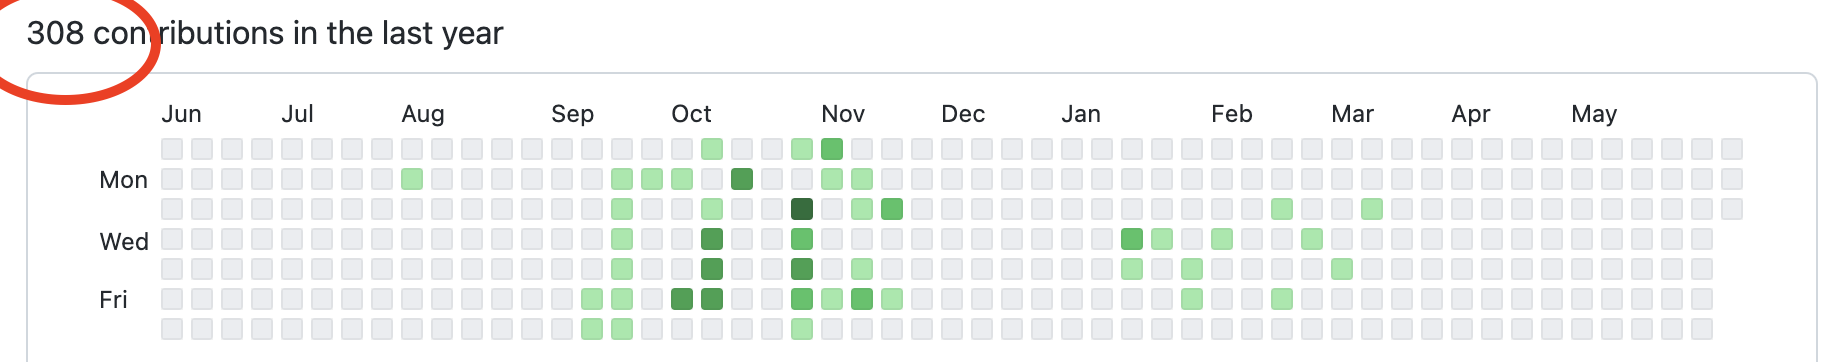 308 contributions in the last year
Jun Jul Aug Sep Oct Nov Dec Jan Feb Mar Apr May
Mon
Wed
Fri